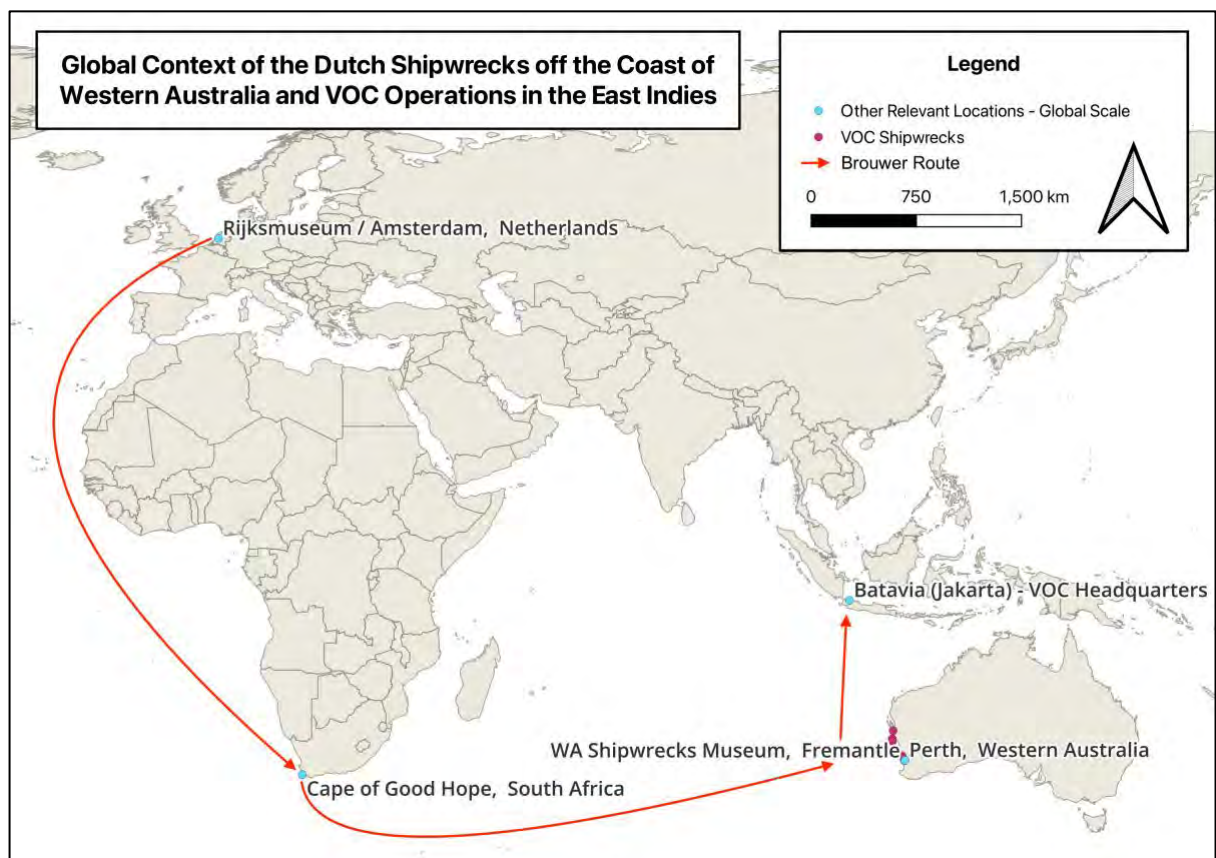 Global Context of the Dutch Shipwrecks off the Coast of
Western Australia and VOC Operations in the East Indies
Legend
Other Relevant Locations - Global Scale
VOC Shipwrecks
Brouwer Route
0 750 1,500 km
Rijksmuseum / Amsterdam, Netherlands
Batavia (Jakarta) - VOC Headquarters
WA Shipwrecks Museum, Fremantle, Perth, Western Australia
Cape of Good Hope, South Africa